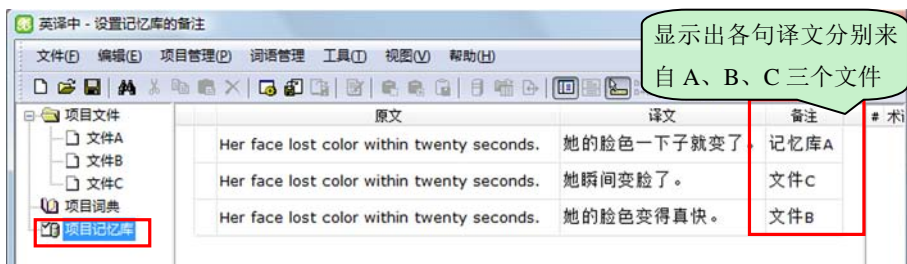 英译中 - 设置记忆库的备注
文件(F) 编辑(E) 项目管理(P) 词语管理 工具(T) 视图(V) 帮助(H)
显示出各句译文分别来
自 A、B、C 三个文件
项目文件
文件A
文件B
文件C
项目词典
项目记忆库
原文 译文 备注 # 术
Her face lost color within twenty seconds. 她的脸色一下子就变了。 记忆库A
Her face lost color within twenty seconds. 她瞬间变脸了。 文件C
Her face lost color within twenty seconds. 她的脸色变得真快。 文件B